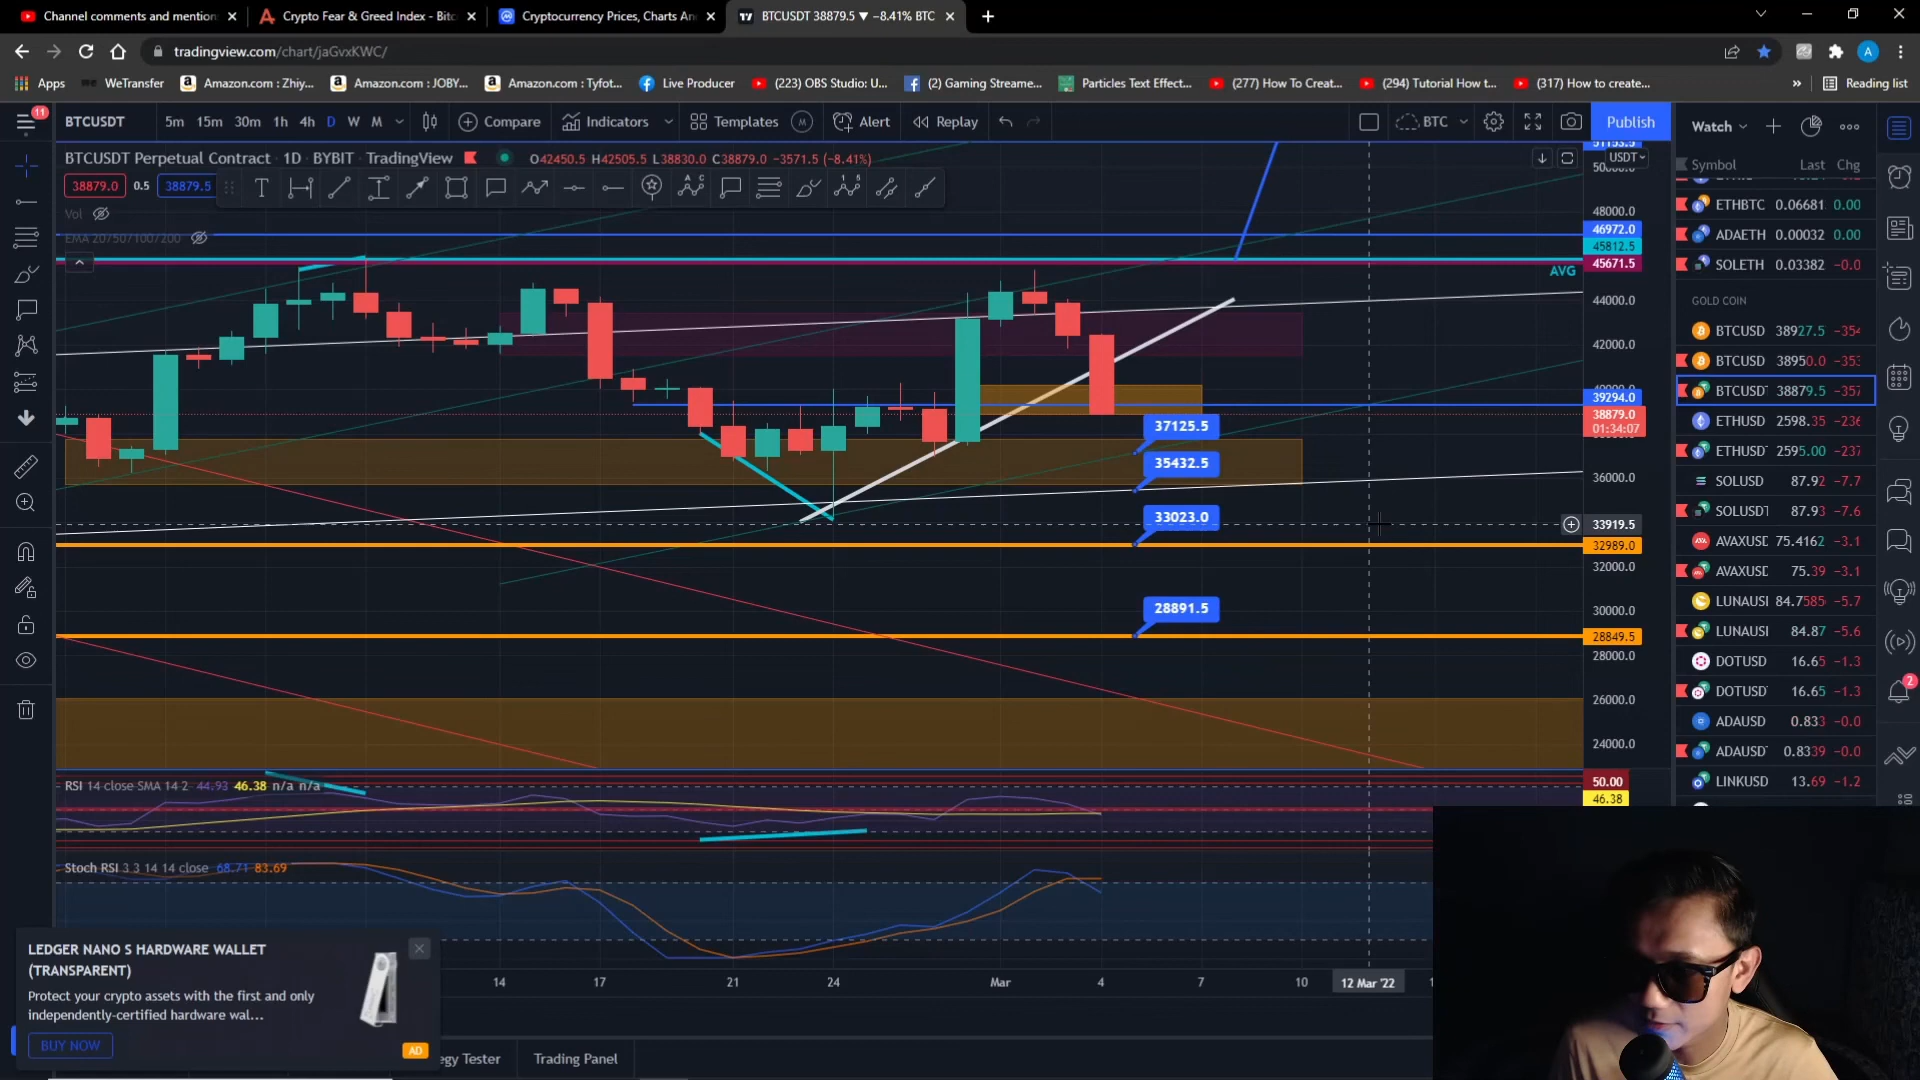 Channel comments and mention
Crypto Fear & Greed Index - Bitc
Cryptocurrency Prices, Charts An
BTCUSDT 38879.5 ▼ −8.41% BTC
tradingview.com/chart/jaGvxKWC/
Apps
WeTransfer
Amazon.com : Zhiy...
Amazon.com : JOBY...
Amazon.com : Tyfot...
Live Producer
(223) OBS Studio: U...
(2) Gaming Streame...
Particles Text Effect...
(277) How To Creat...
(294) Tutorial How t...
(317) How to create...
Reading list
11
BTCUSDT 5m 15m 30m 1h 4h D W M Compare Indicators Templates M Alert Replay BTC Publish
Watch
BTCUSDT Perpetual Contract · 1D · BYBIT · TradingView O42450.5 H42505.5 L38830.0 C38879.0 −3571.5 (−8.41%)
38879.0 0.5 38879.5
Vol
EMA 20/50/100/200
USDT
48000.0
46972.0
45812.5
AVG 45671.5
44000.0
42000.0
39294.0
38879.0
01:34:07
36000.0
33919.5
32989.0
32000.0
30000.0
28849.5
28000.0
26000.0
24000.0
37125.5
35432.5
33023.0
28891.5
RSI 14 close SMA 14 2 44.93 46.38 n/a n/a
50.00
46.38
Stoch RSI 3 3 14 14 close 68.71 83.69
14 17 21 24 Mar 4 7 10 12 Mar '22
LEDGER NANO S HARDWARE WALLET
(TRANSPARENT)
Protect your crypto assets with the first and only
independently-certified hardware wal...
BUY NOW
AD
egy Tester
Trading Panel
Symbol Last Chg
ETHBTC 0.06681 0.00
ADAETH 0.00032 0.00
SOLETH 0.03382 −0.0
GOLD COIN
BTCUSD 38927.5 −354
BTCUSD 38950.0 −353
BTCUSDT 38879.5 −357
ETHUSD 2598.35 −236
ETHUSDT 2595.00 −237
SOLUSD 87.92 −7.7
SOLUSDT 87.93 −7.6
AVAXUSD 75.4162 −3.1
AVAXUSD 75.39 −3.1
LUNAUSI 84.7585 −5.7
LUNAUSI 84.87 −5.6
DOTUSD 16.65 −1.3
DOTUSD 16.65 −1.3
ADAUSD 0.833 −0.0
ADAUSD 0.8339 −0.0
LINKUSD 13.69 −1.2
2